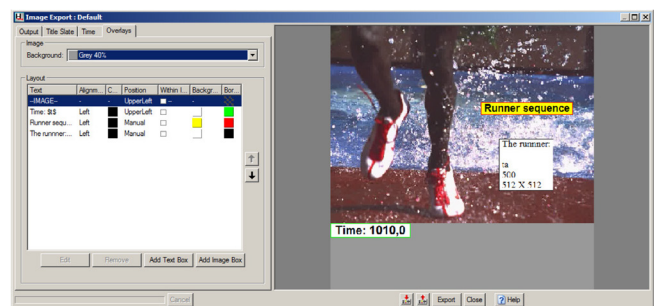 Image Export : Default
Output Title Slate Time Overlays
Image
Background: Grey 40%
Layout
Text Alignm... C... Position Within I... Backgr... Bor...
--IMAGE-- - - UpperLeft -- -
Time: $t$ Left UpperLeft
Runner sequ... Left Manual
The runnner:... Left Manual
Edit Remove Add Text Box Add Image Box
Runner sequence
The runnner:
ta
500
512 X 512
Time: 1010,0
Cancel Export Close Help